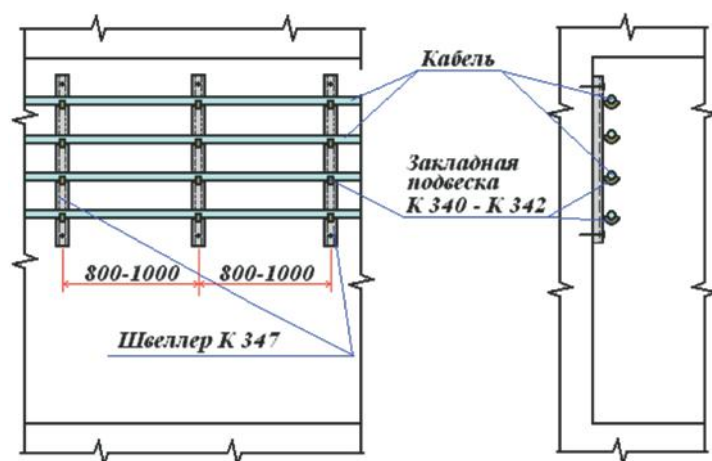 Кабель
Закладная
подвеска
К 340 - К 342
800-1000 800-1000
Швеллер К 347